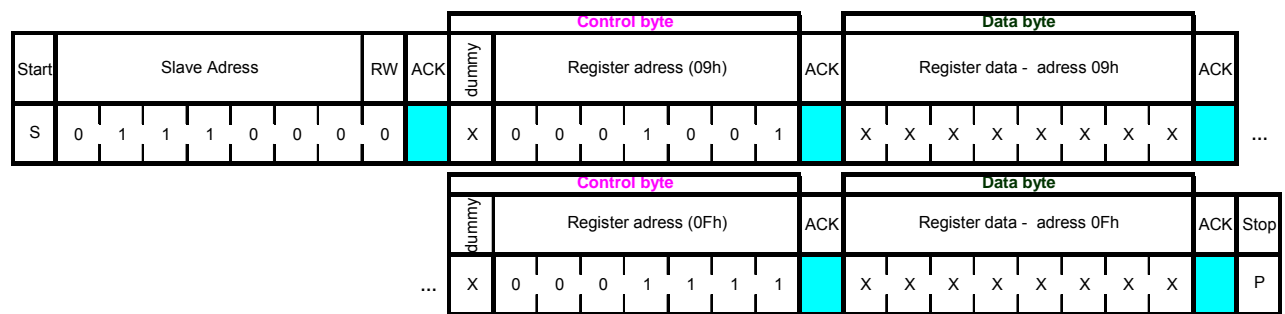 Control byte Data byte
Start Slave Adress RW ACK dummy Register adress (09h) ACK Register data - adress 09h ACK
S 0 1 1 1 0 0 0 0 X 0 0 0 1 0 0 1 X X X X X X X X ...
Control byte Data byte
dummy Register adress (0Fh) ACK Register data - adress 0Fh ACK Stop
... X 0 0 0 1 1 1 1 X X X X X X X X P